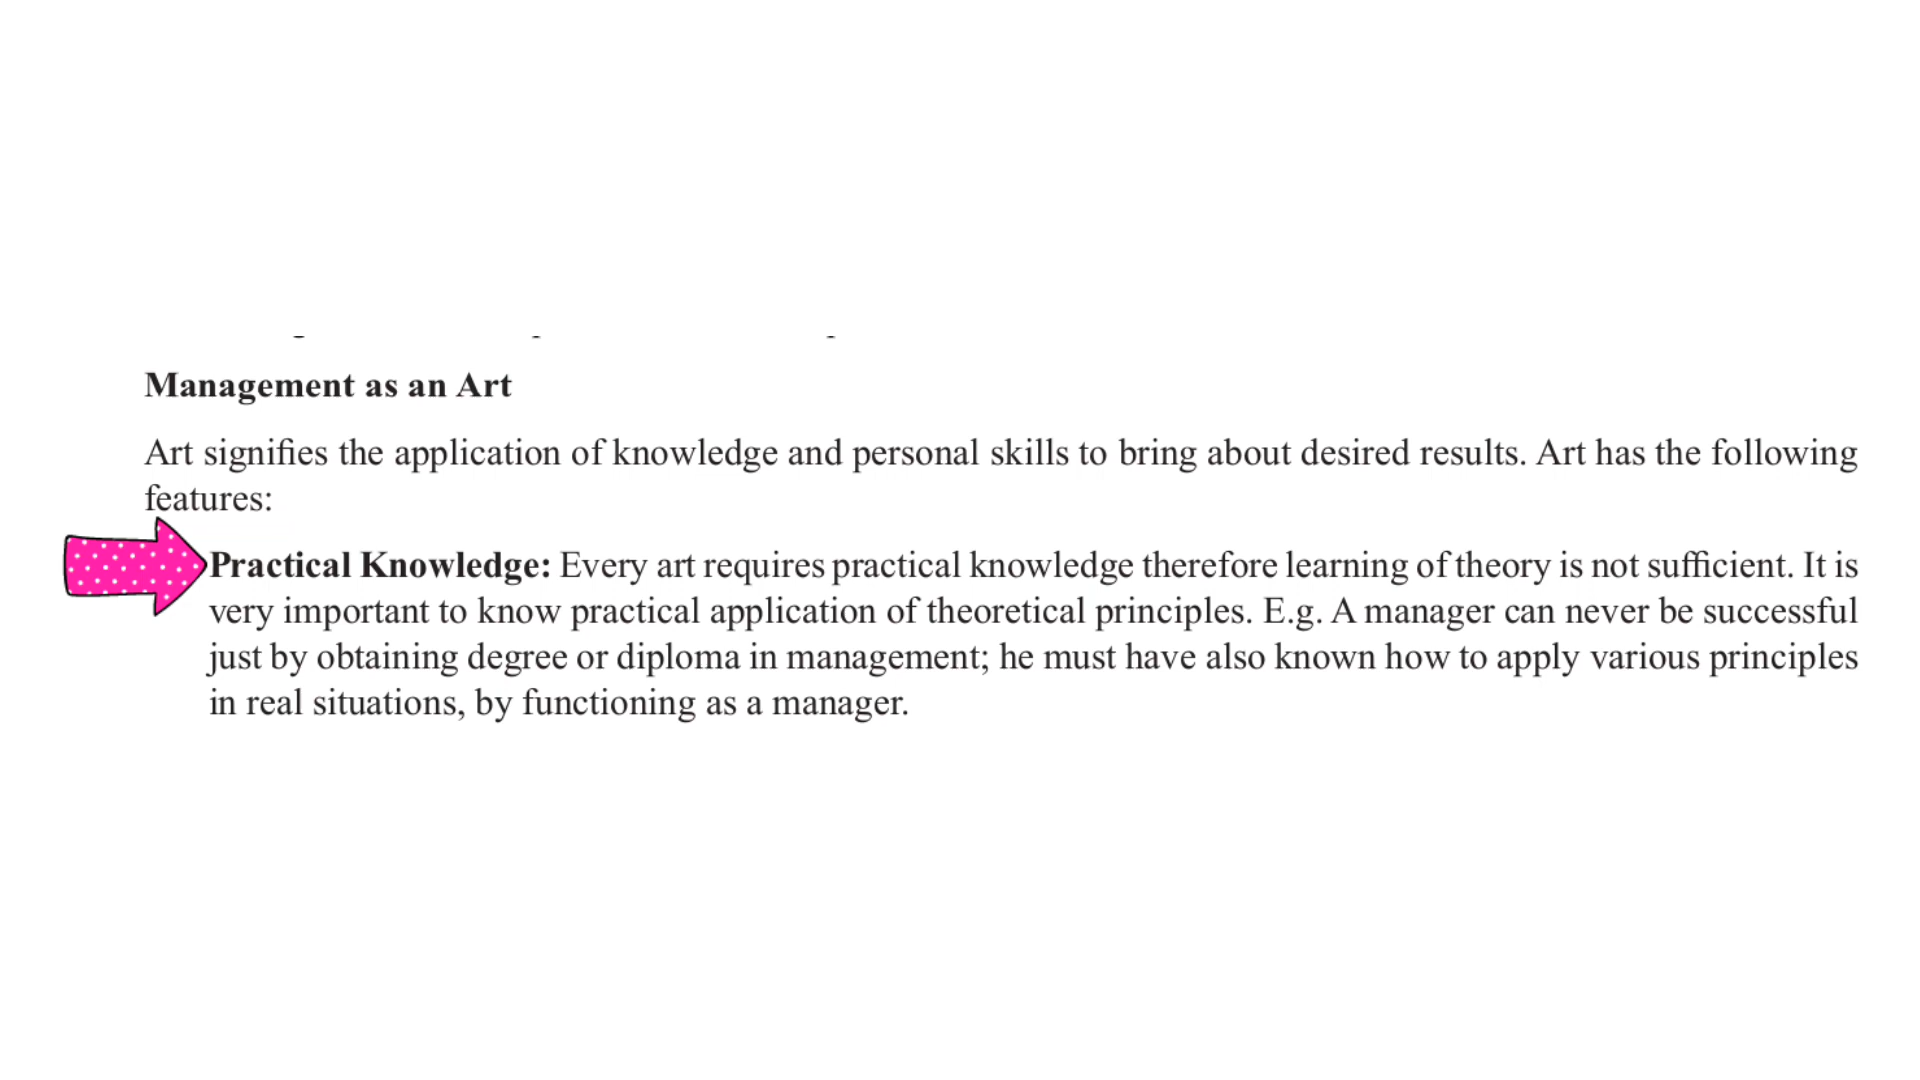 Management as an Art
Art signifies the application of knowledge and personal skills to bring about desired results. Art has the following
features:
Practical Knowledge: Every art requires practical knowledge therefore learning of theory is not sufficient. It is
very important to know practical application of theoretical principles. E.g. A manager can never be successful
just by obtaining degree or diploma in management; he must have also known how to apply various principles
in real situations, by functioning as a manager.